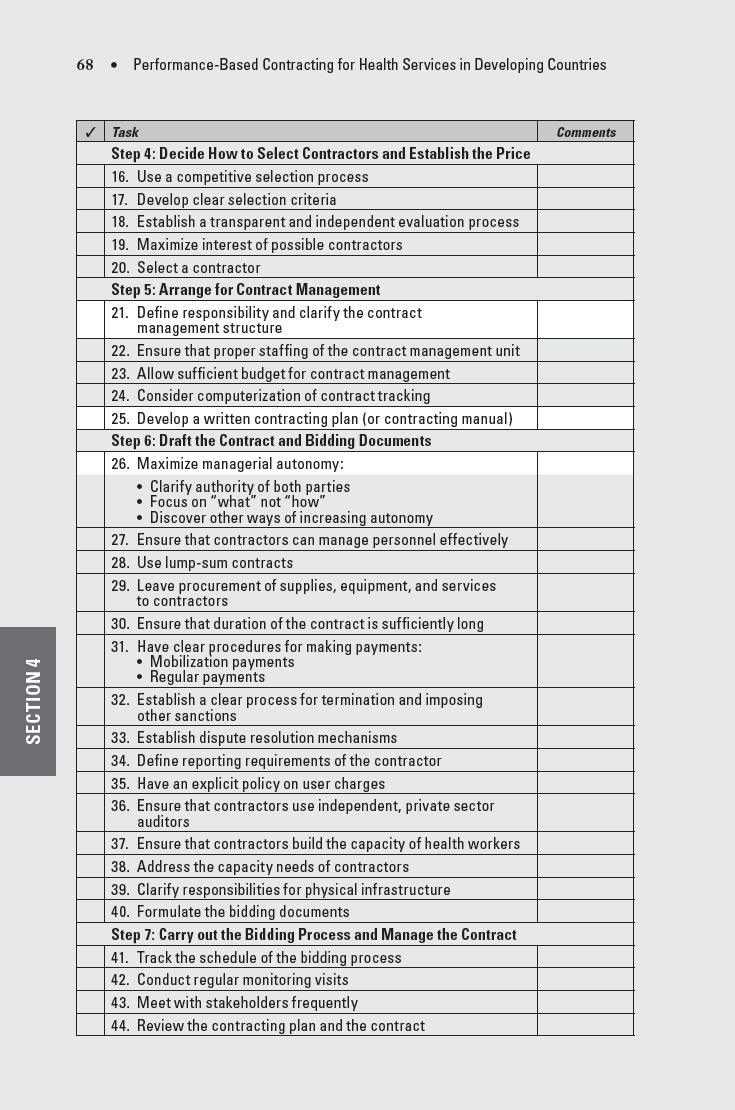 68 • Performance-Based Contracting for Health Services in Developing Countries
✓ Task Comments
Step 4: Decide How to Select Contractors and Establish the Price
16. Use a competitive selection process
17. Develop clear selection criteria
18. Establish a transparent and independent evaluation process
19. Maximize interest of possible contractors
20. Select a contractor
Step 5: Arrange for Contract Management
21. Define responsibility and clarify the contract
management structure
22. Ensure that proper staffing of the contract management unit
23. Allow sufficient budget for contract management
24. Consider computerization of contract tracking
25. Develop a written contracting plan (or contracting manual)
Step 6: Draft the Contract and Bidding Documents
26. Maximize managerial autonomy:
• Clarify authority of both parties
• Focus on “what” not “how”
• Discover other ways of increasing autonomy
27. Ensure that contractors can manage personnel effectively
28. Use lump-sum contracts
29. Leave procurement of supplies, equipment, and services
to contractors
30. Ensure that duration of the contract is sufficiently long
31. Have clear procedures for making payments:
• Mobilization payments
• Regular payments
32. Establish a clear process for termination and imposing
other sanctions
33. Establish dispute resolution mechanisms
34. Define reporting requirements of the contractor
35. Have an explicit policy on user charges
36. Ensure that contractors use independent, private sector
auditors
37. Ensure that contractors build the capacity of health workers
38. Address the capacity needs of contractors
39. Clarify responsibilities for physical infrastructure
40. Formulate the bidding documents
Step 7: Carry out the Bidding Process and Manage the Contract
41. Track the schedule of the bidding process
42. Conduct regular monitoring visits
43. Meet with stakeholders frequently
44. Review the contracting plan and the contract
SECTION 4